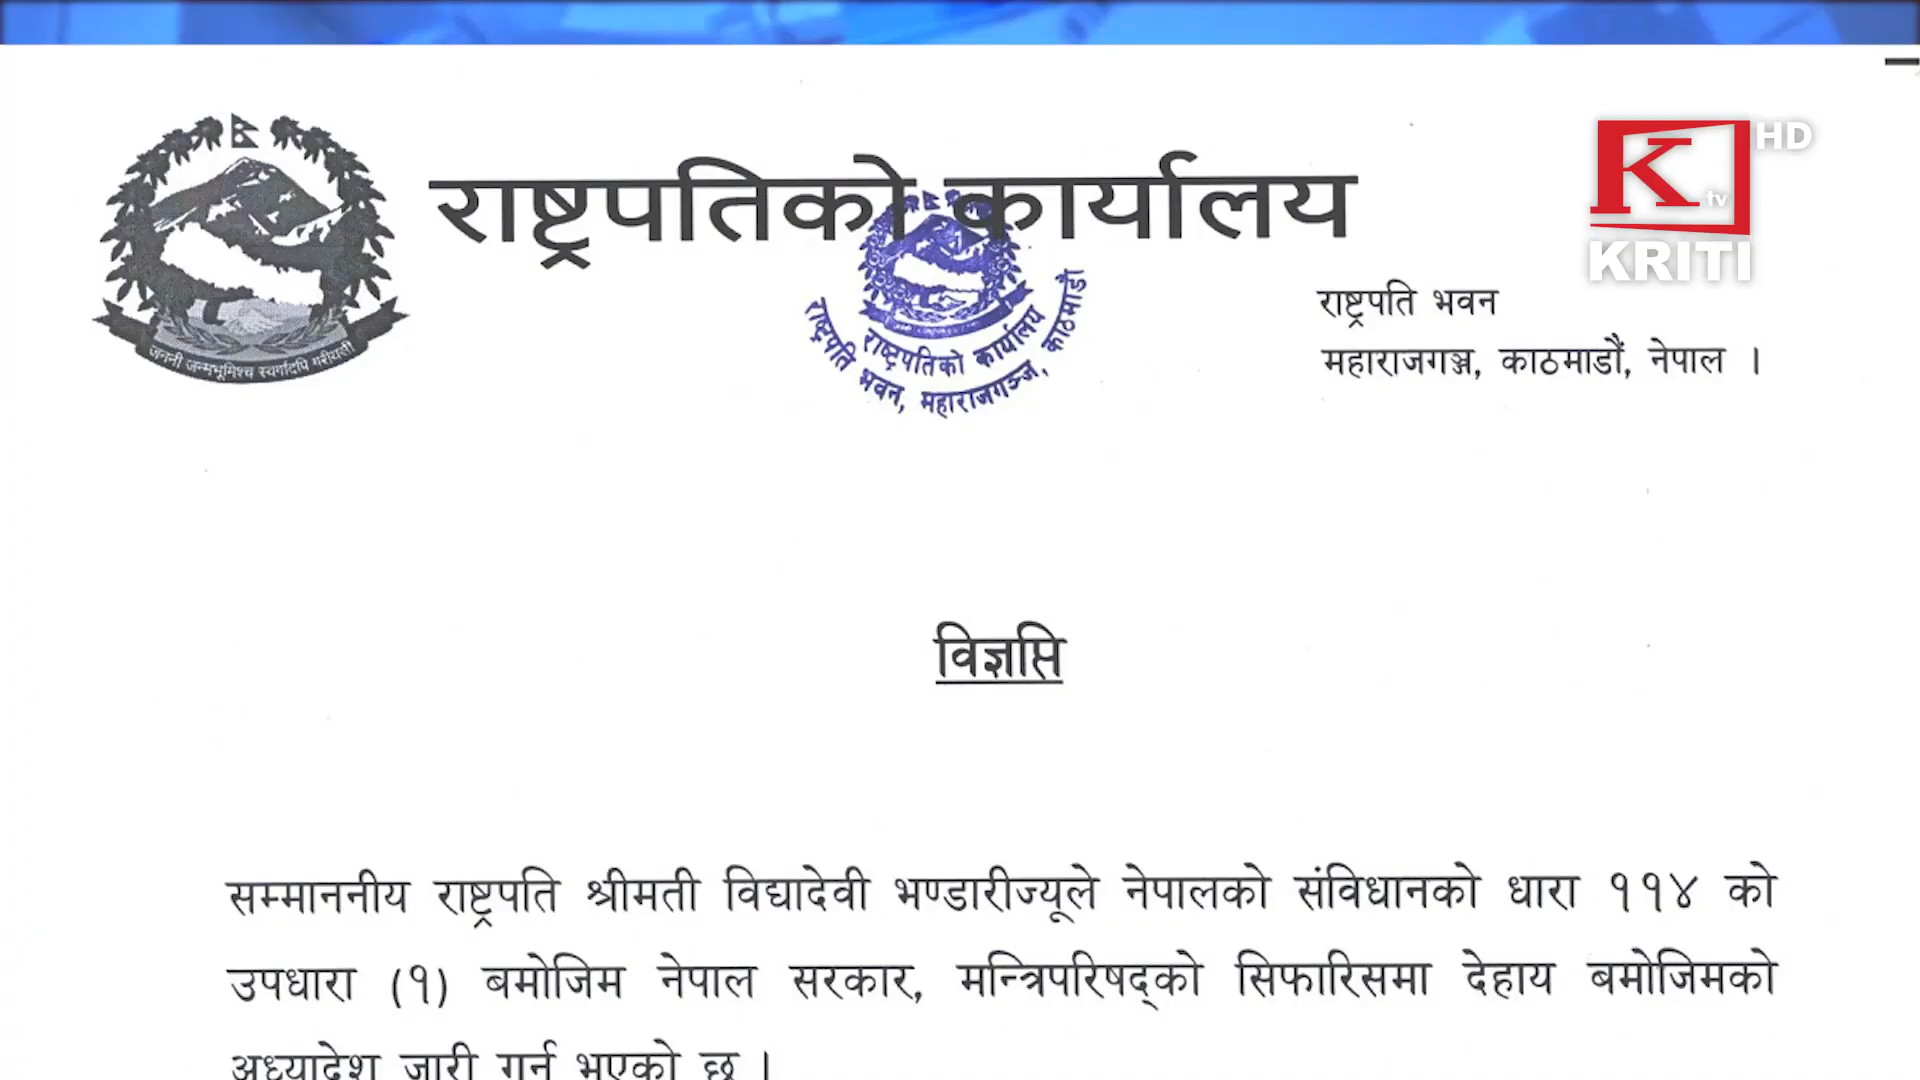 राष्ट्रपतिको कार्यालय
राष्ट्रपतिको कार्यालय
राष्ट्रपति भवन, महाराजगञ्ज, काठमाडौं
जननी जन्मभूमिश्च स्वर्गादपि गरीयसी
K tv HD
KRITI
राष्ट्रपति भवन
महाराजगञ्ज, काठमाडौं, नेपाल ।
विज्ञप्ति
सम्माननीय राष्ट्रपति श्रीमती विद्यादेवी भण्डारीज्यूले नेपालको संविधानको धारा ११४ को
उपधारा (१) बमोजिम नेपाल सरकार, मन्त्रिपरिषद्को सिफारिसमा देहाय बमोजिमको
अध्यादेश जारी गर्नु भएको छ ।